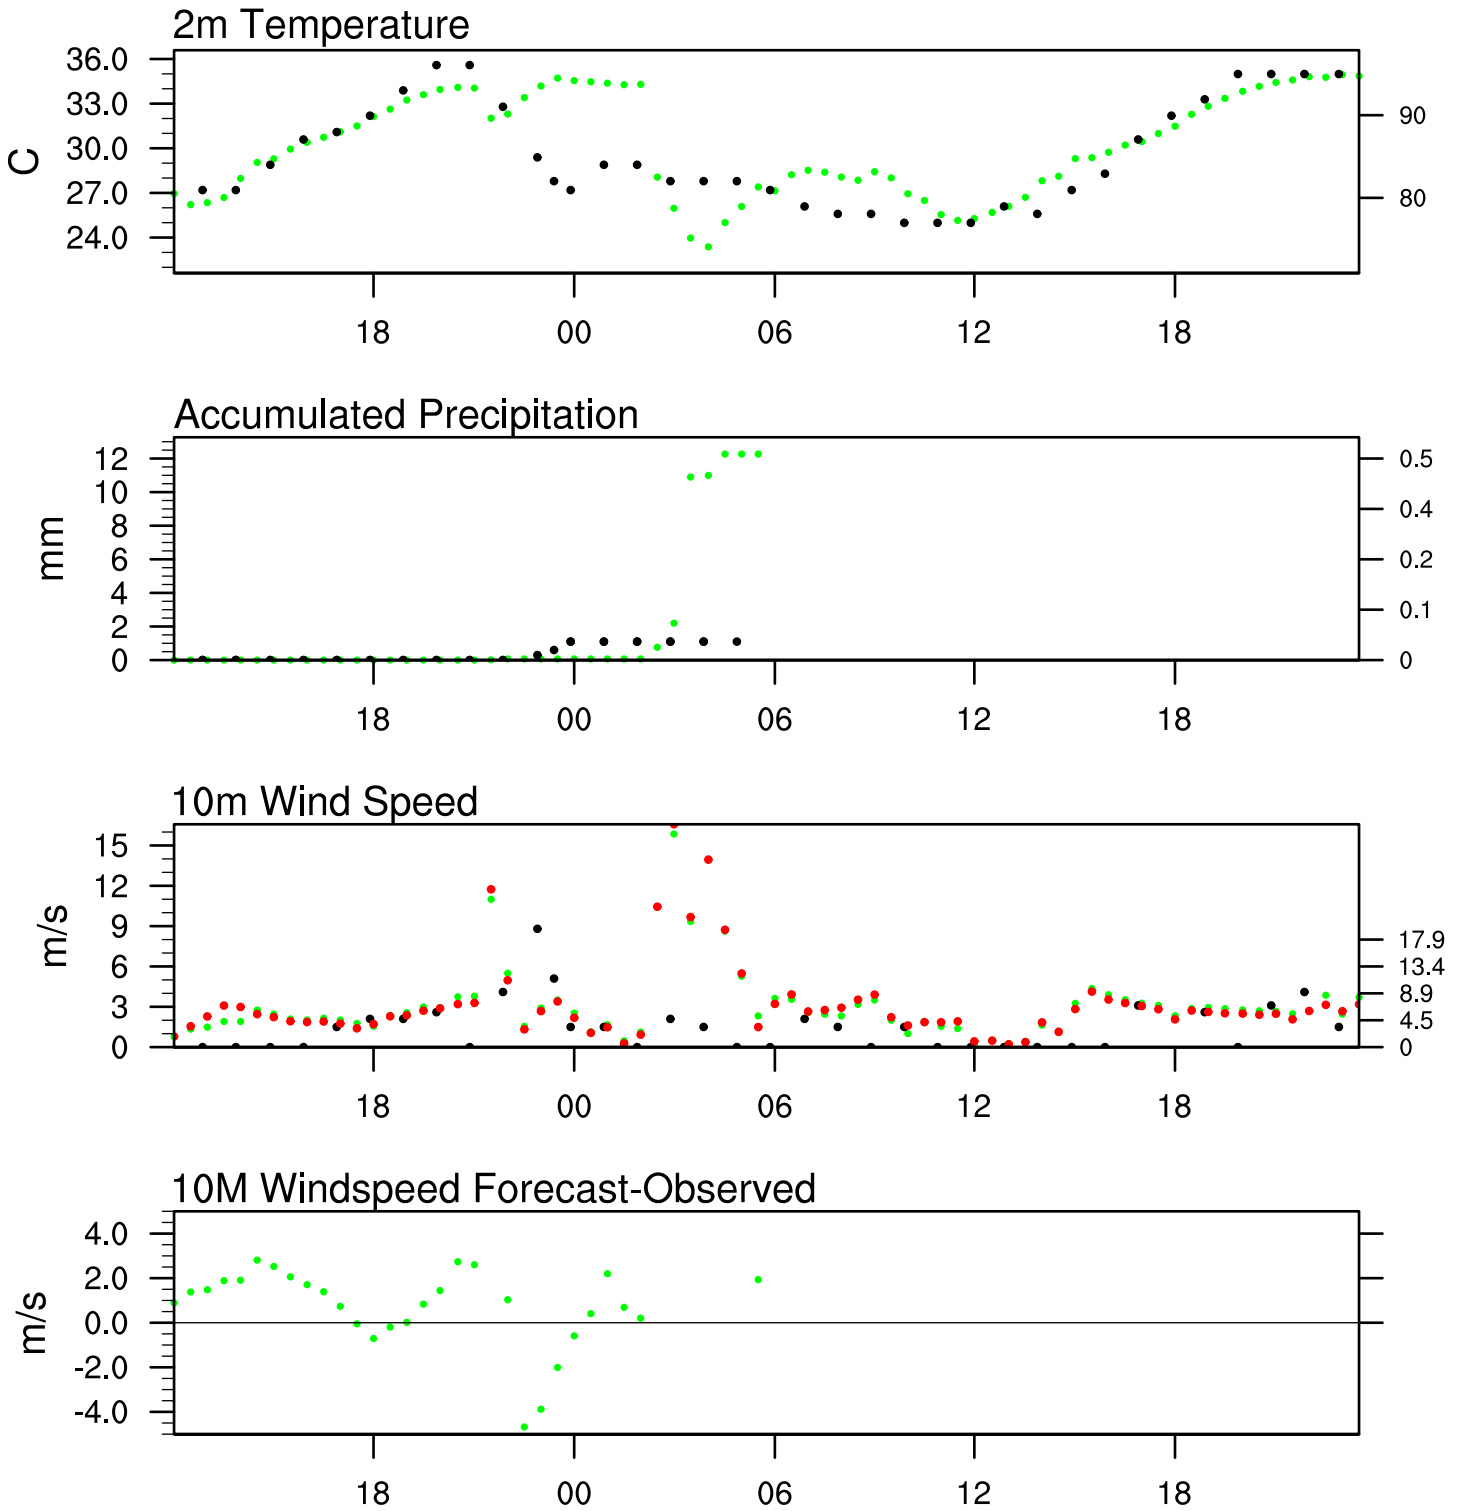 2m Temperature
36.0
33.0
30.0
27.0
24.0
C
90
80
18 00 06 12 18
Accumulated Precipitation
12
10
8
6
4
2
0
mm
0.5
0.4
0.2
0.1
0
18 00 06 12 18
10m Wind Speed
15
12
9
6
3
0
m/s
17.9
13.4
8.9
4.5
0
18 00 06 12 18
10M Windspeed Forecast-Observed
4.0
2.0
0.0
-2.0
-4.0
m/s
18 00 06 12 18